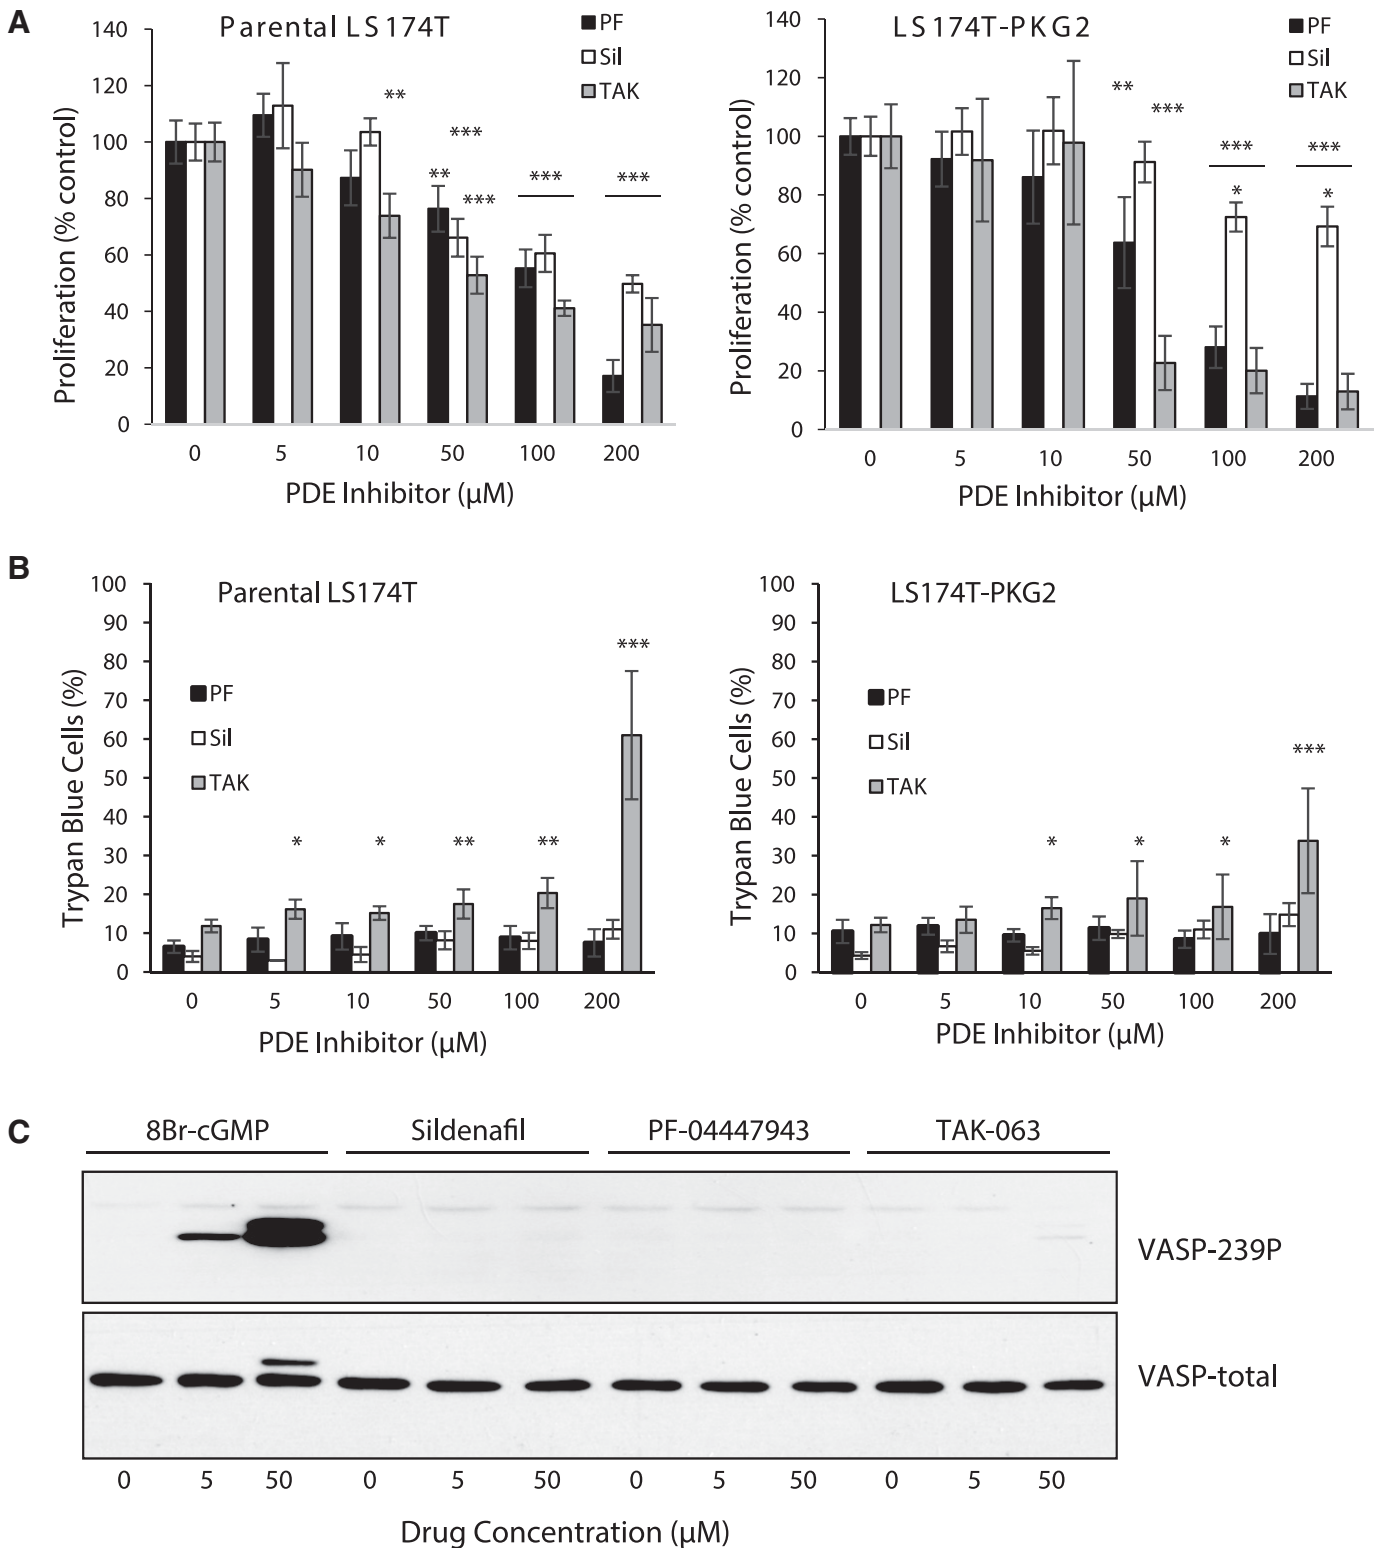 A
Parental LS174T
PF
Sil
TAK
140
120
100
80
60
40
20
0
Proliferation (% control)
**
**
***
***
***
***
0 5 10 50 100 200
PDE Inhibitor (µM)
LS174T-PKG2
PF
Sil
TAK
140
120
100
80
60
40
20
0
Proliferation (% control)
**
***
***
*
***
*
0 5 10 50 100 200
PDE Inhibitor (µM)
B
Parental LS174T
PF
Sil
TAK
100
90
80
70
60
50
40
30
20
10
0
Trypan Blue Cells (%)
* * ** ** ***
0 5 10 50 100 200
PDE Inhibitor (µM)
LS174T-PKG2
PF
Sil
TAK
100
90
80
70
60
50
40
30
20
10
0
Trypan Blue Cells (%)
* * * ***
0 5 10 50 100 200
PDE Inhibitor (µM)
C
8Br-cGMP Sildenafil PF-04447943 TAK-063
VASP-239P
VASP-total
0 5 50 0 5 50 0 5 50 0 5 50
Drug Concentration (µM)